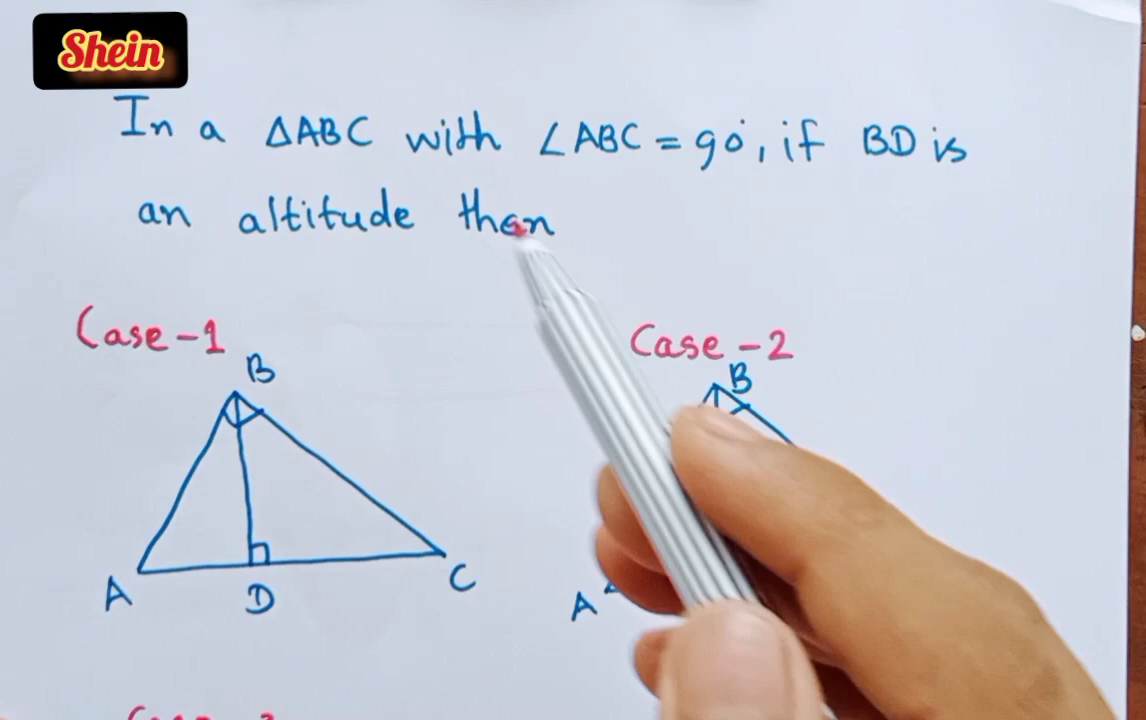 Shein
In a ΔABC with ∠ABC = 90°, if BD is
an altitude then
Case-1
Case-2
B
B
A
D
C
A